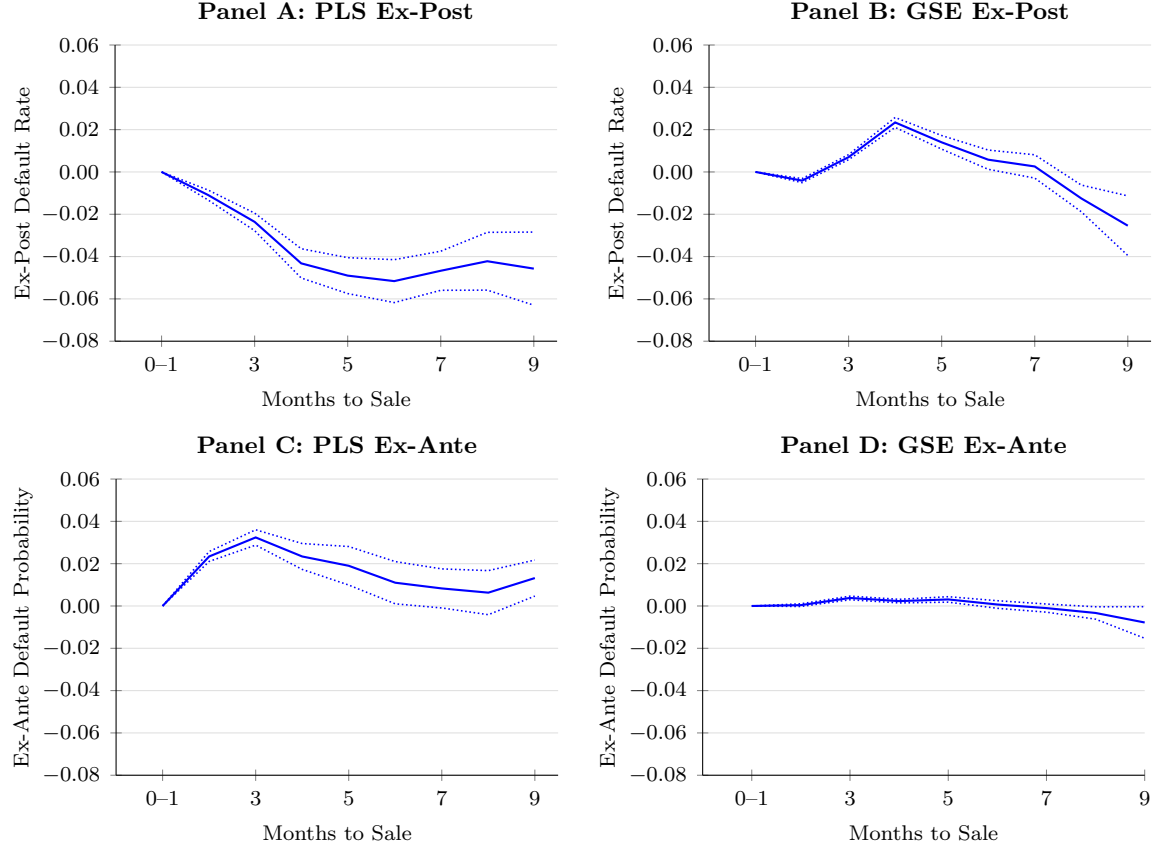 Panel A: PLS Ex-Post
Ex-Post Default Rate
0.06
0.04
0.02
0.00
−0.02
−0.04
−0.06
−0.08
0–1 3 5 7 9
Months to Sale
Panel B: GSE Ex-Post
Ex-Post Default Rate
0.06
0.04
0.02
0.00
−0.02
−0.04
−0.06
−0.08
0–1 3 5 7 9
Months to Sale
Panel C: PLS Ex-Ante
Ex-Ante Default Probability
0.06
0.04
0.02
0.00
−0.02
−0.04
−0.06
−0.08
0–1 3 5 7 9
Months to Sale
Panel D: GSE Ex-Ante
Ex-Ante Default Probability
0.06
0.04
0.02
0.00
−0.02
−0.04
−0.06
−0.08
0–1 3 5 7 9
Months to Sale